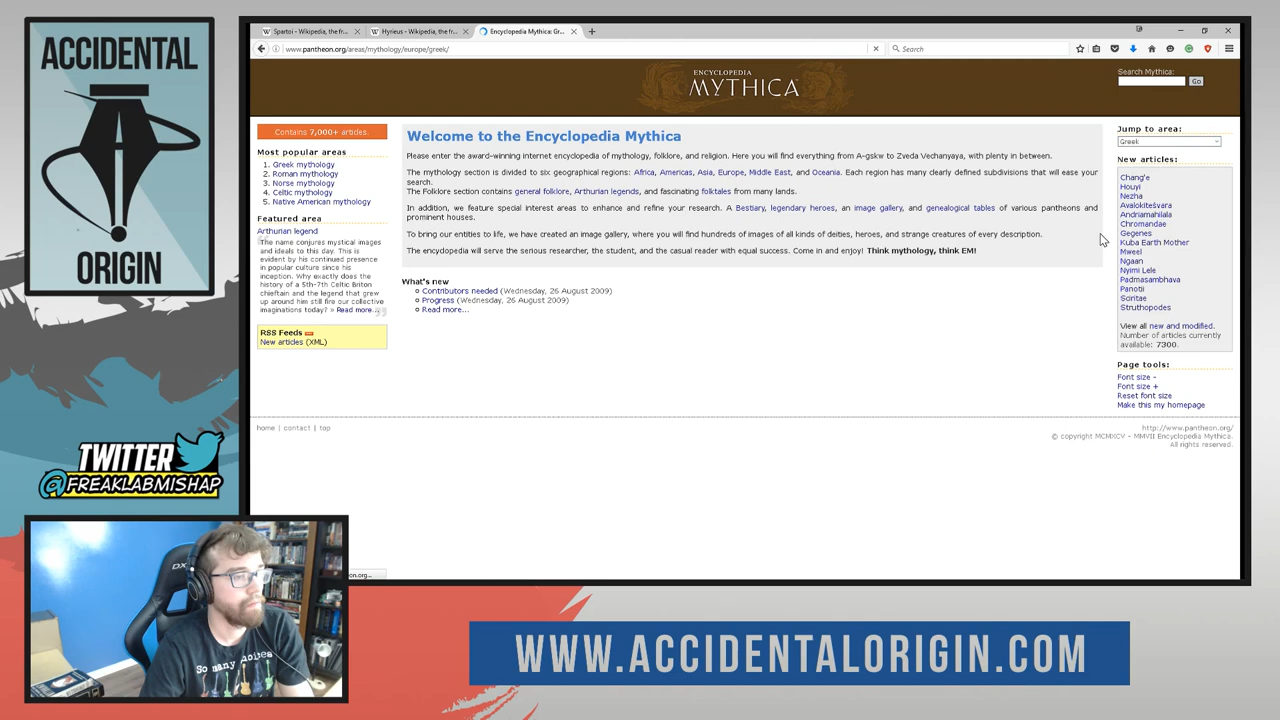 ACCIDENTAL
ORIGIN
TWITTER
@FREAKLABMISHAP
Spartoi - Wikipedia, the fr...
Hyrieus - Wikipedia, the fr...
Encyclopedia Mythica: Gr...
www.pantheon.org/areas/mythology/europe/greek/
Search
ENCYCLOPEDIA
MYTHICA
Search Mythica:
Go
Contains 7,000+ articles.
Most popular areas
1. Greek mythology
2. Roman mythology
3. Norse mythology
4. Celtic mythology
5. Native American mythology
Featured area
Arthurian legend
The name conjures mystical images
and ideals to this day. This is
evident by his continued presence
in popular culture since his
inception. Why exactly does the
history of a 5th-7th Celtic Briton
chieftain and the legend that grew
up around him still fire our collective
imaginations today? » Read more...
RSS Feeds
New articles (XML)
Welcome to the Encyclopedia Mythica
Please enter the award-winning internet encyclopedia of mythology, folklore, and religion. Here you will find everything from A-gskw to Zveda Vechanyaya, with plenty in between.
The mythology section is divided to six geographical regions: Africa, Americas, Asia, Europe, Middle East, and Oceania. Each region has many clearly defined subdivisions that will ease your
search.
The Folklore section contains general folklore, Arthurian legends, and fascinating folktales from many lands.
In addition, we feature special interest areas to enhance and refine your research. A Bestiary, legendary heroes, an image gallery, and genealogical tables of various pantheons and
prominent houses.
To bring our entities to life, we have created an image gallery, where you will find hundreds of images of all kinds of deities, heroes, and strange creatures of every description.
The encyclopedia will serve the serious researcher, the student, and the casual reader with equal success. Come in and enjoy! Think mythology, think EM!
What's new
Contributors needed (Wednesday, 26 August 2009)
Progress (Wednesday, 26 August 2009)
Read more...
Jump to area:
Greek
New articles:
Chang'e
Houyi
Nezha
Avalokiteśvara
Andriamahilala
Chromandae
Gegenes
Kuba Earth Mother
Mweel
Ngaan
Nyimi Lele
Padmasambhava
Panotii
Sciritae
Struthopodes
View all new and modified.
Number of articles currently
available: 7300.
Page tools:
Font size -
Font size +
Reset font size
Make this my homepage
home | contact | top
http://www.pantheon.org/
© copyright MCMXCV - MMVII Encyclopedia Mythica.
All rights reserved.
on.org...
DX
So many noises
WWW.ACCIDENTALORIGIN.COM